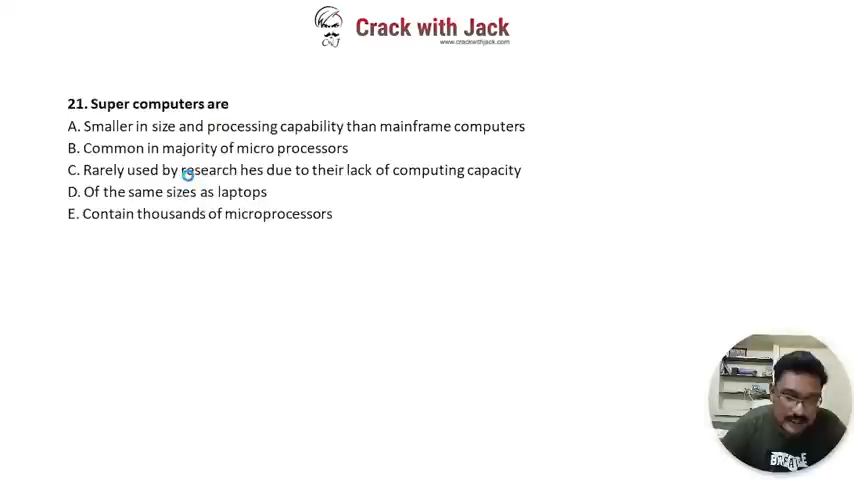 Crack with Jack
www.crackwithjack.com
21. Super computers are
A. Smaller in size and processing capability than mainframe computers
B. Common in majority of micro processors
C. Rarely used by research hes due to their lack of computing capacity
D. Of the same sizes as laptops
E. Contain thousands of microprocessors